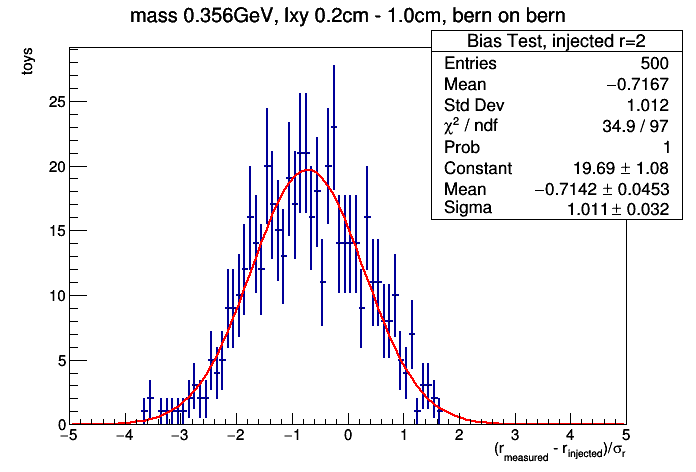 mass 0.356GeV, lxy 0.2cm - 1.0cm, bern on bern
toys
Bias Test, injected r=2
Entries 500
Mean −0.7167
Std Dev 1.012
χ² / ndf 34.9 / 97
Prob 1
Constant 19.69 ± 1.08
Mean −0.7142 ± 0.0453
Sigma 1.011 ± 0.032
25
20
15
10
5
0
−5 −4 −3 −2 −1 0 1 2 3 4 5
(r_measured - r_injected)/σ_r